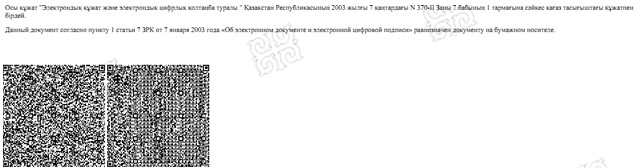 Осы құжат "Электрондық құжат және электрондық цифрлық қолтаңба туралы " Қазақстан Республикасының 2003 жылғы 7 қаңтардағы N 370-II Заңы 7 бабының 1 тармағына сәйкес қағаз тасығыштағы құжатпен
бірдей.
Данный документ согласно пункту 1 статьи 7 ЗРК от 7 января 2003 года «Об электронном документе и электронной цифровой подписи» равнозначен документу на бумажном носителе.